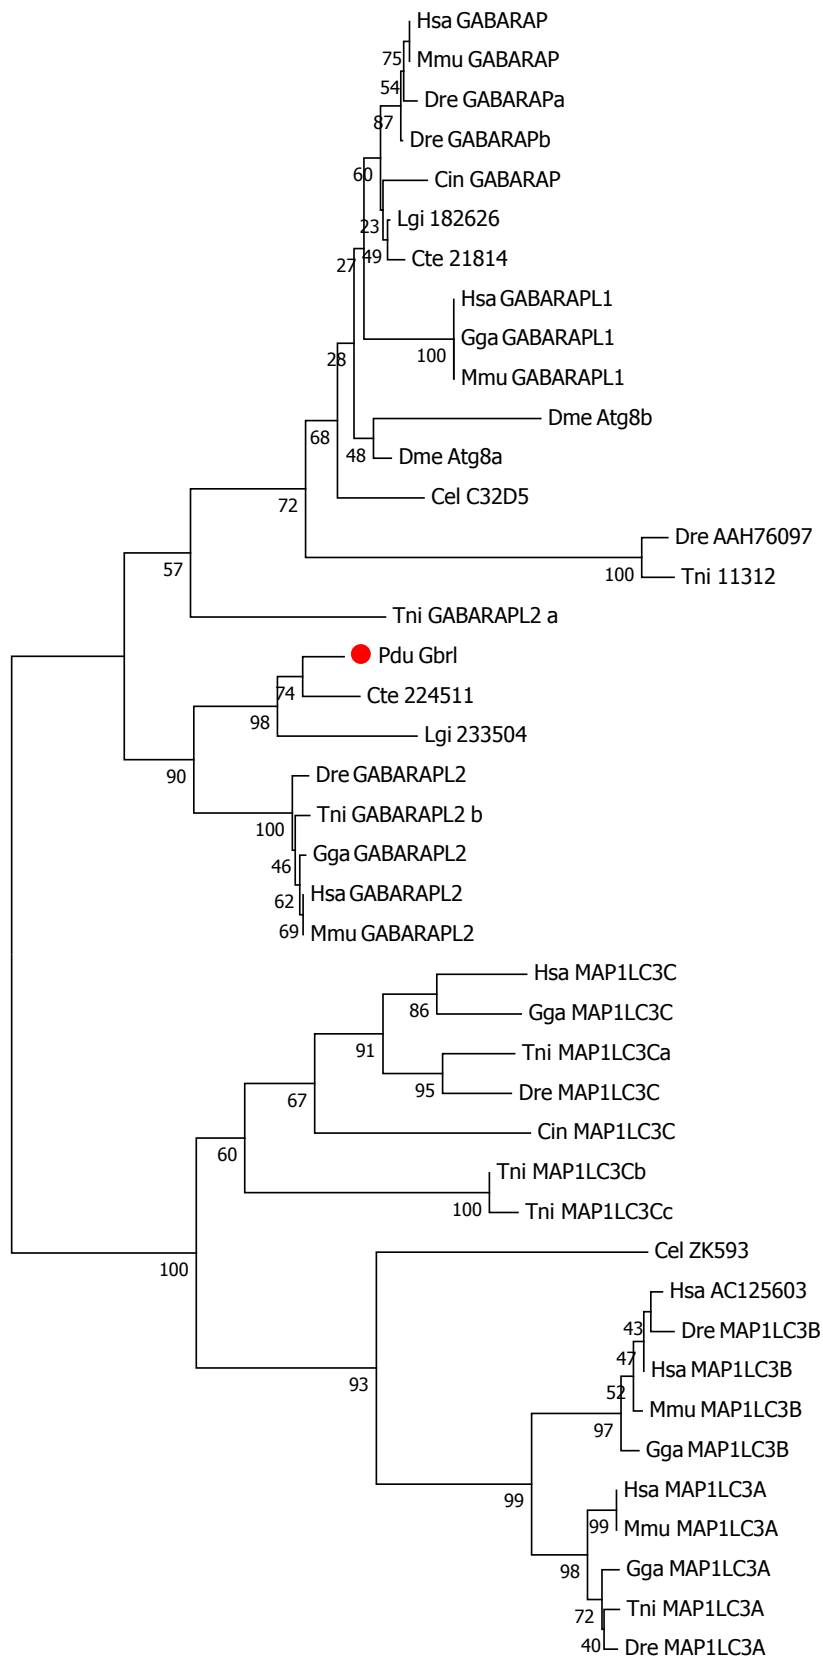 Hsa GABARAP
Mmu GABARAP
75
Dre GABARAPa
54
87
Dre GABARAPb
60
Cin GABARAP
Lgi 182626
23
49
Cte 21814
27
Hsa GABARAPL1
Gga GABARAPL1
100
Mmu GABARAPL1
28
Dme Atg8b
68
48
Dme Atg8a
Cel C32D5
72
Dre AAH76097
100
Tni 11312
57
Tni GABARAPL2 a
Pdu Gbrl
74
Cte 224511
98
Lgi 233504
90
Dre GABARAPL2
Tni GABARAPL2 b
100
Gga GABARAPL2
46
Hsa GABARAPL2
62
69
Mmu GABARAPL2
Hsa MAP1LC3C
86
Gga MAP1LC3C
91
Tni MAP1LC3Ca
95
Dre MAP1LC3C
67
Cin MAP1LC3C
60
Tni MAP1LC3Cb
100
Tni MAP1LC3Cc
100
Cel ZK593
Hsa AC125603
43
Dre MAP1LC3B
47
Hsa MAP1LC3B
93
52
Mmu MAP1LC3B
97
Gga MAP1LC3B
99
Hsa MAP1LC3A
99
Mmu MAP1LC3A
98
Gga MAP1LC3A
72
Tni MAP1LC3A
40
Dre MAP1LC3A